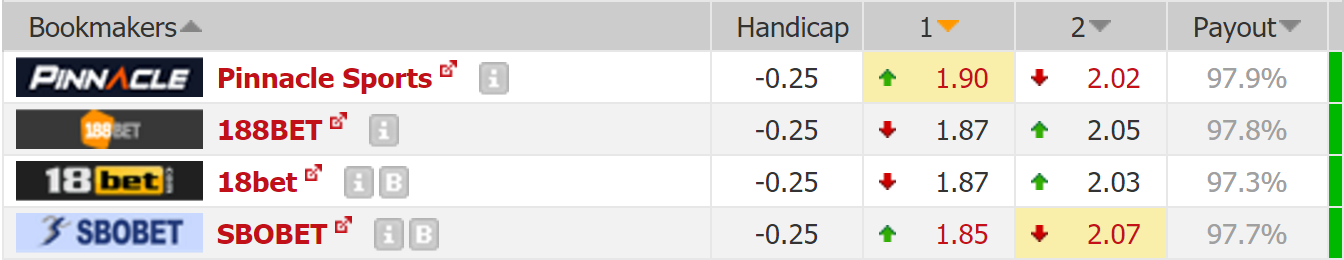 Bookmakers Handicap 1 2 Payout
PINNACLE Pinnacle Sports i -0.25 1.90 2.02 97.9%
188BET 188BET i -0.25 1.87 2.05 97.8%
18bet 18bet i B -0.25 1.87 2.03 97.3%
SBOBET SBOBET i B -0.25 1.85 2.07 97.7%